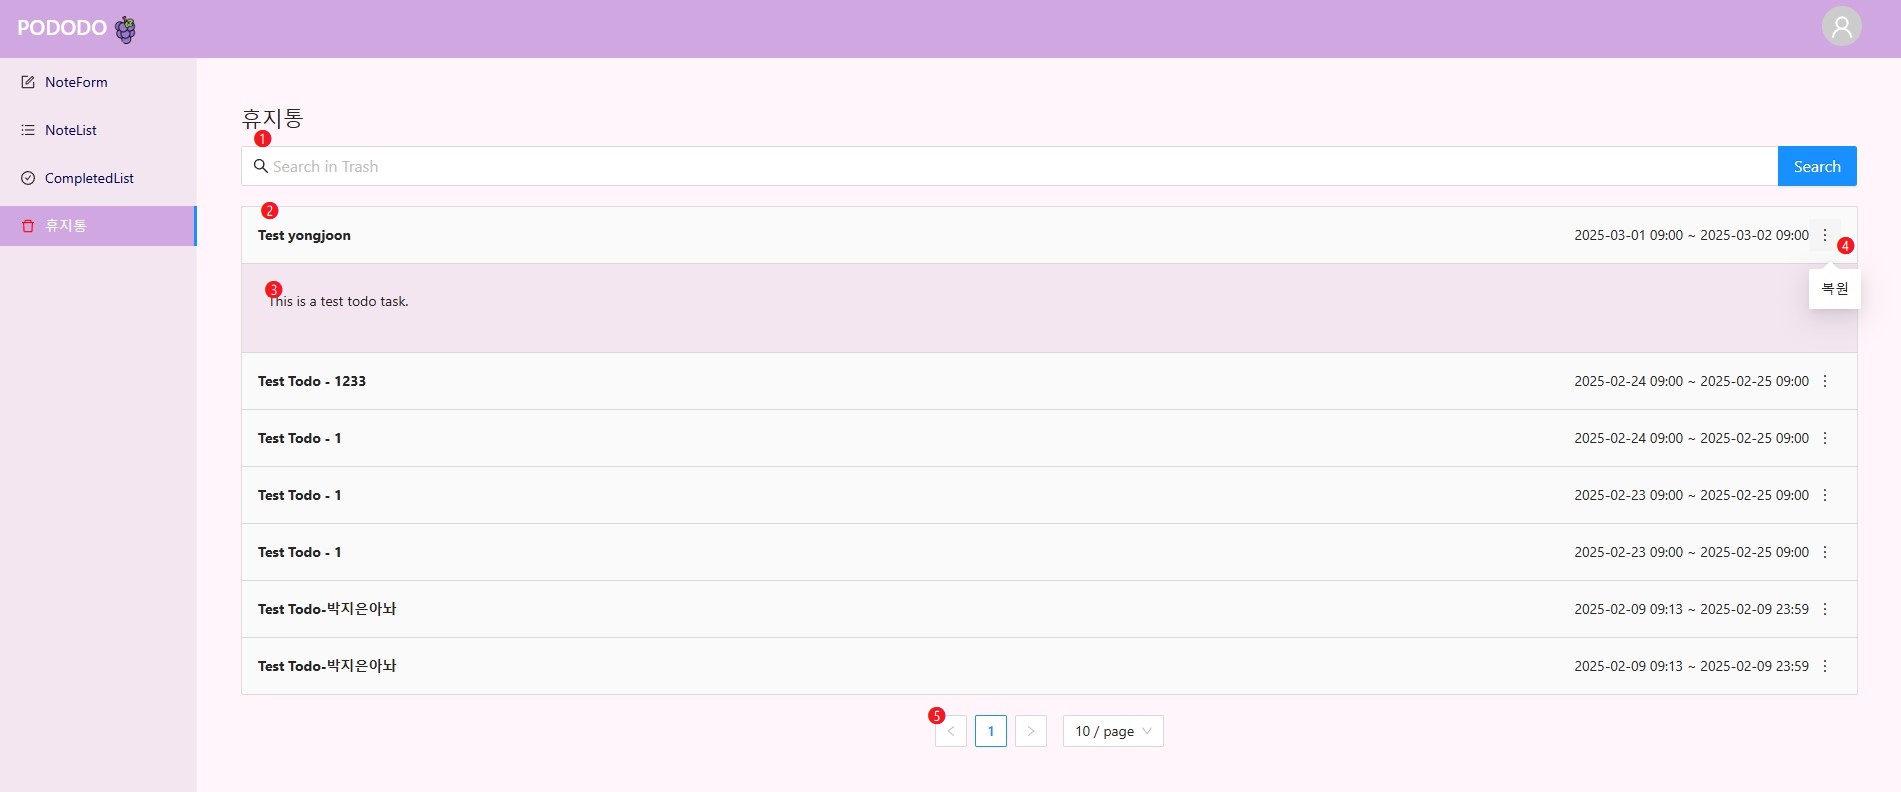 PODODO
NoteForm
NoteList
CompletedList
휴지통
휴지통
1
Search in Trash
Search
2
Test yongjoon
2025-03-01 09:00 ~ 2025-03-02 09:00
4
복원
3
This is a test todo task.
Test Todo - 1233
2025-02-24 09:00 ~ 2025-02-25 09:00
Test Todo - 1
2025-02-24 09:00 ~ 2025-02-25 09:00
Test Todo - 1
2025-02-23 09:00 ~ 2025-02-25 09:00
Test Todo - 1
2025-02-23 09:00 ~ 2025-02-25 09:00
Test Todo-박지은아놔
2025-02-09 09:13 ~ 2025-02-09 23:59
Test Todo-박지은아놔
2025-02-09 09:13 ~ 2025-02-09 23:59
5
< 1 > 10 / page